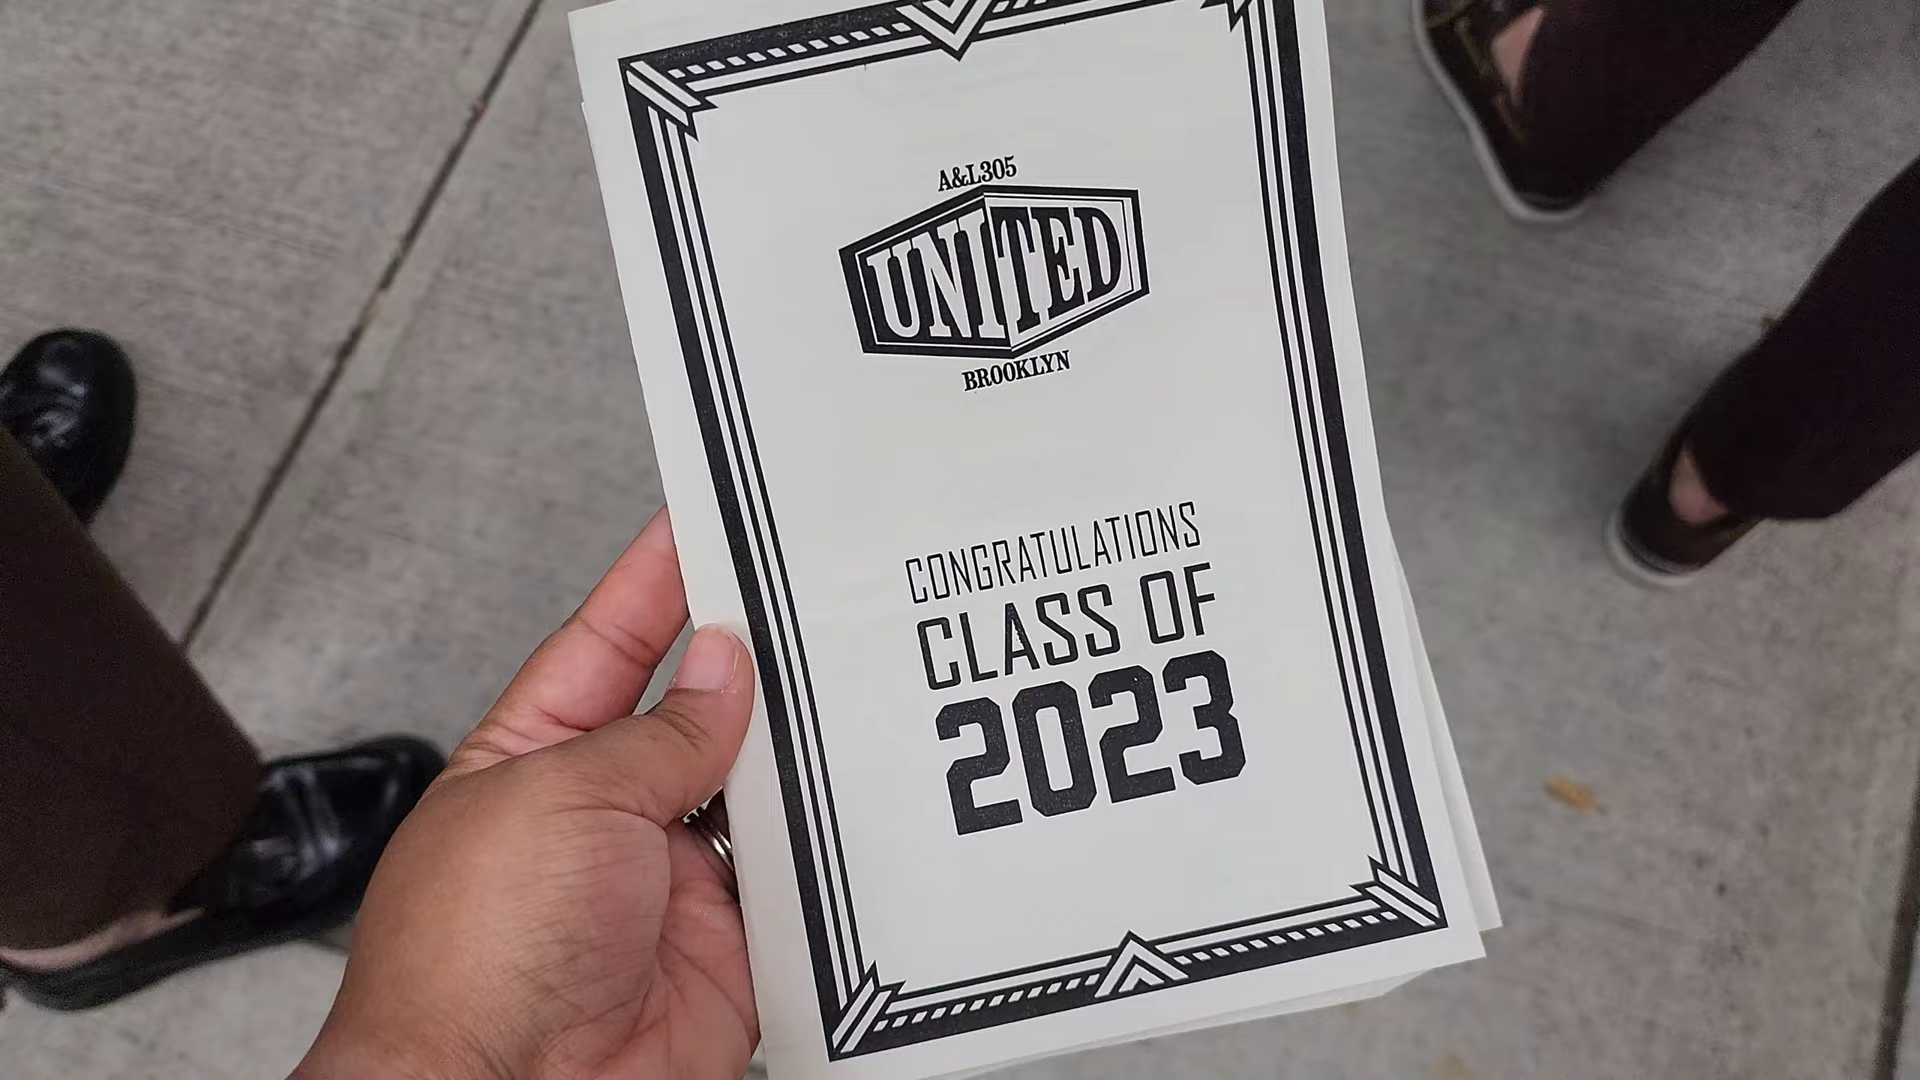 A&L305
UNITED
BROOKLYN
CONGRATULATIONS
CLASS OF
2023